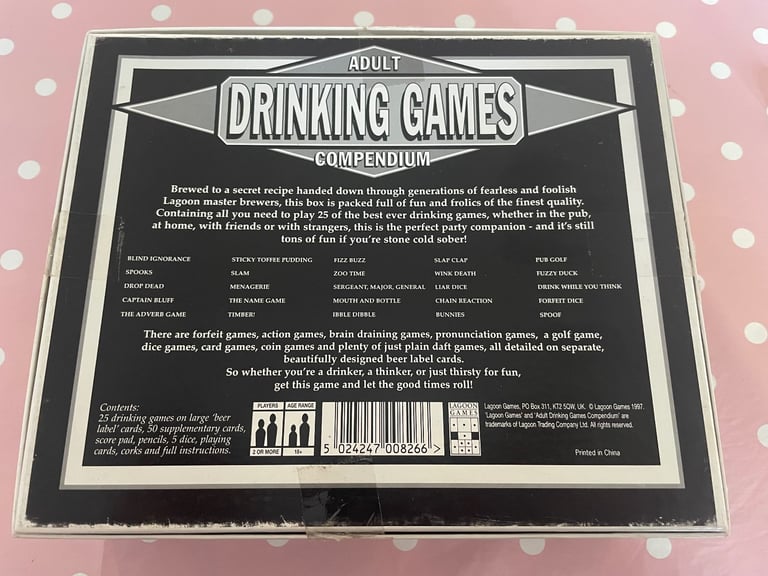 ADULT
DRINKING GAMES
COMPENDIUM
Brewed to a secret recipe handed down through generations of fearless and foolish
Lagoon master brewers, this box is packed full of fun and frolics of the finest quality.
Containing all you need to play 25 of the best ever drinking games, whether in the pub,
at home, with friends or with strangers, this is the perfect party companion - and it's still
tons of fun if you're stone cold sober!
BLIND IGNORANCE STICKY TOFFEE PUDDING FIZZ BUZZ SLAP CLAP PUB GOLF
SPOOKS SLAM ZOO TIME WINK DEATH FUZZY DUCK
DROP DEAD MENAGERIE SERGEANT, MAJOR, GENERAL LIAR DICE DRINK WHILE YOU THINK
CAPTAIN BLUFF THE NAME GAME MOUTH AND BOTTLE CHAIN REACTION FORFEIT DICE
THE ADVERB GAME TIMBER! IBBLE DIBBLE BUNNIES SPOOF
There are forfeit games, action games, brain draining games, pronunciation games, a golf game,
dice games, card games, coin games and plenty of just plain daft games, all detailed on separate,
beautifully designed beer label cards.
So whether you're a drinker, a thinker, or just thirsty for fun,
get this game and let the good times roll!
Contents:
25 drinking games on large 'beer
label' cards, 50 supplementary cards,
score pad, pencils, 5 dice, playing
cards, corks and full instructions.
PLAYERS AGE RANGE
2 OR MORE 18+
5 024247 008266 >
LAGOON
GAMES
Lagoon Games, PO Box 311, KT2 5QW, UK. © Lagoon Games 1997.
'Lagoon Games' and 'Adult Drinking Games Compendium' are
trademarks of Lagoon Trading Company Ltd. All rights reserved.
Printed in China